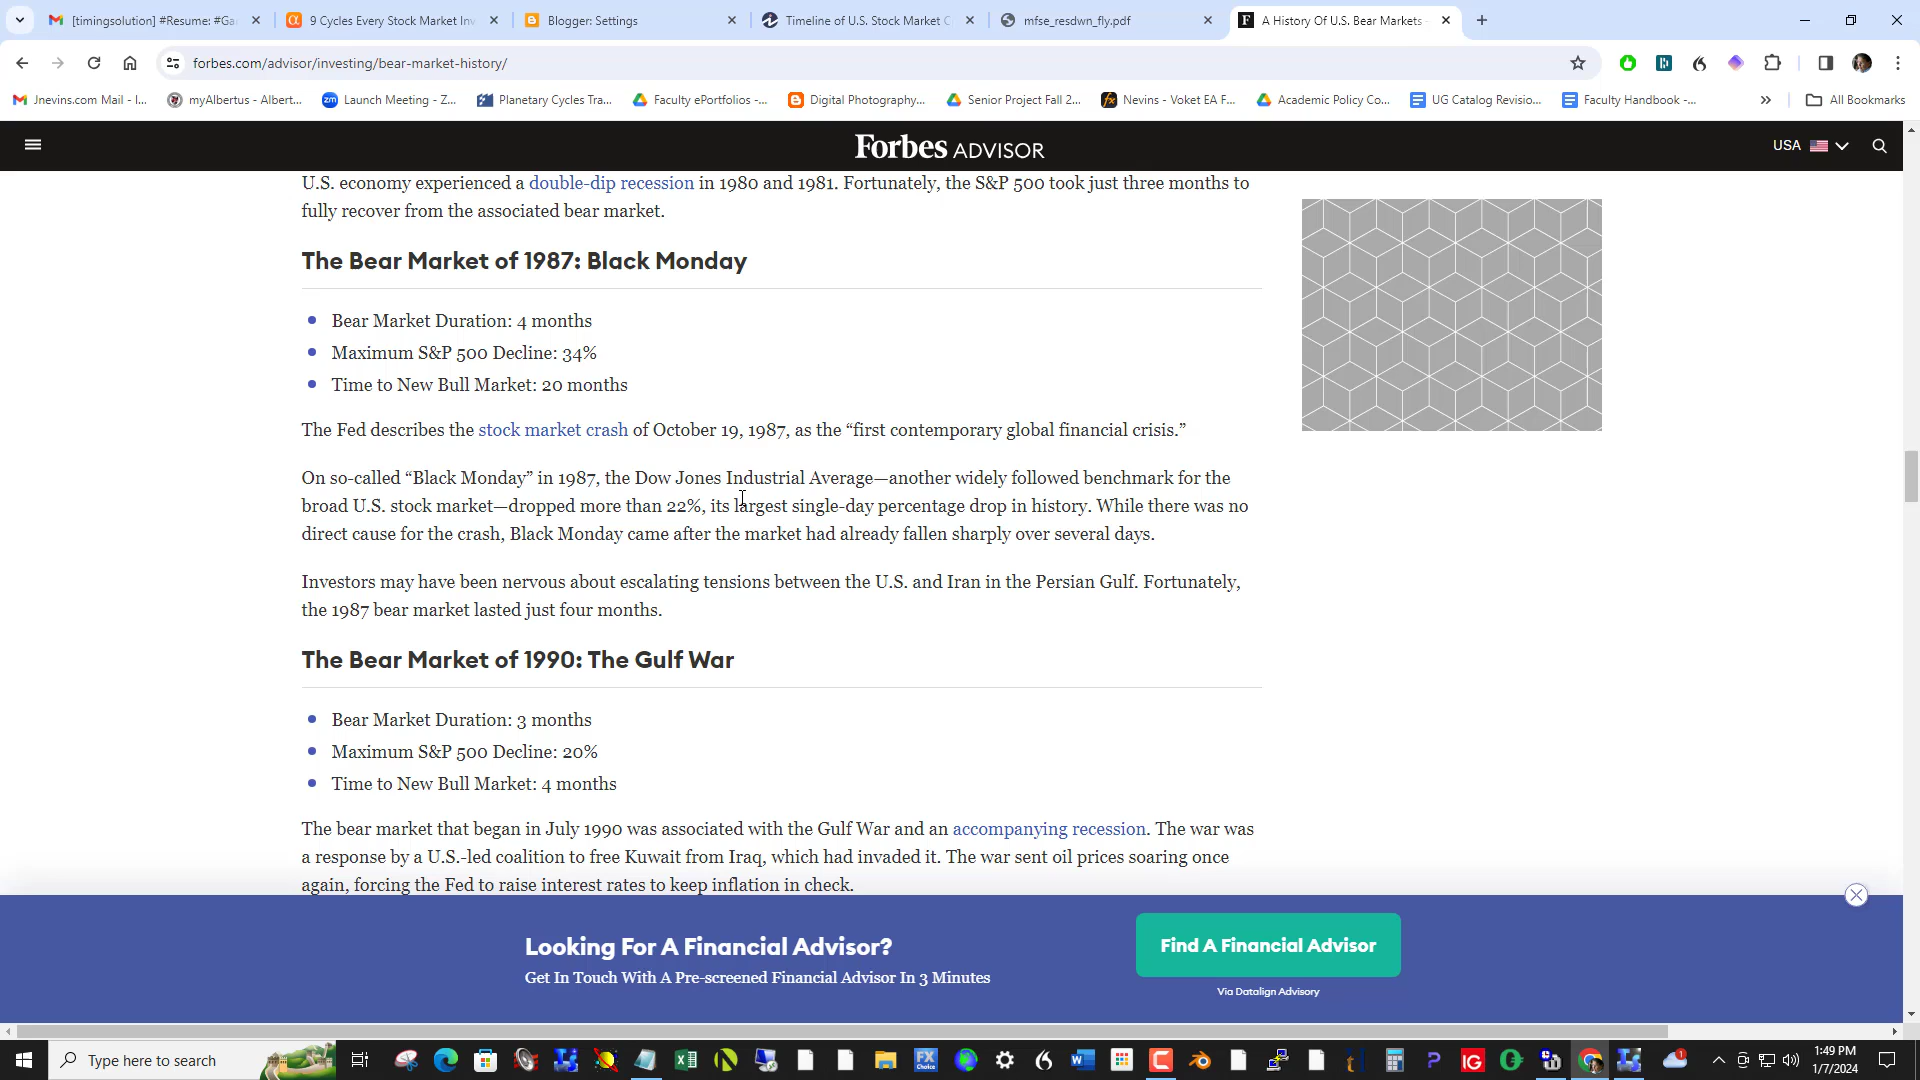 [timingsolution] #Resume: #Ga
9 Cycles Every Stock Market Inv
Blogger: Settings
Timeline of U.S. Stock Market C
mfse_resdwn_fly.pdf
A History Of U.S. Bear Markets -
forbes.com/advisor/investing/bear-market-history/
Jnevins.com Mail - I...
myAlbertus - Albert...
Launch Meeting - Z...
Planetary Cycles Tra...
Faculty ePortfolios -...
Digital Photography...
Senior Project Fall 2...
Nevins - Voket EA F...
Academic Policy Co...
UG Catalog Revisio...
Faculty Handbook -...
All Bookmarks
Forbes ADVISOR
USA
U.S. economy experienced a double-dip recession in 1980 and 1981. Fortunately, the S&P 500 took just three months to
fully recover from the associated bear market.
The Bear Market of 1987: Black Monday
Bear Market Duration: 4 months
Maximum S&P 500 Decline: 34%
Time to New Bull Market: 20 months
The Fed describes the stock market crash of October 19, 1987, as the “first contemporary global financial crisis.”
On so-called “Black Monday” in 1987, the Dow Jones Industrial Average—another widely followed benchmark for the
broad U.S. stock market—dropped more than 22%, its largest single-day percentage drop in history. While there was no
direct cause for the crash, Black Monday came after the market had already fallen sharply over several days.
Investors may have been nervous about escalating tensions between the U.S. and Iran in the Persian Gulf. Fortunately,
the 1987 bear market lasted just four months.
The Bear Market of 1990: The Gulf War
Bear Market Duration: 3 months
Maximum S&P 500 Decline: 20%
Time to New Bull Market: 4 months
The bear market that began in July 1990 was associated with the Gulf War and an accompanying recession. The war was
a response by a U.S.-led coalition to free Kuwait from Iraq, which had invaded it. The war sent oil prices soaring once
again, forcing the Fed to raise interest rates to keep inflation in check.
Looking For A Financial Advisor?
Get In Touch With A Pre-screened Financial Advisor In 3 Minutes
Find A Financial Advisor
Via Datalign Advisory
Type here to search
1:49 PM
1/7/2024